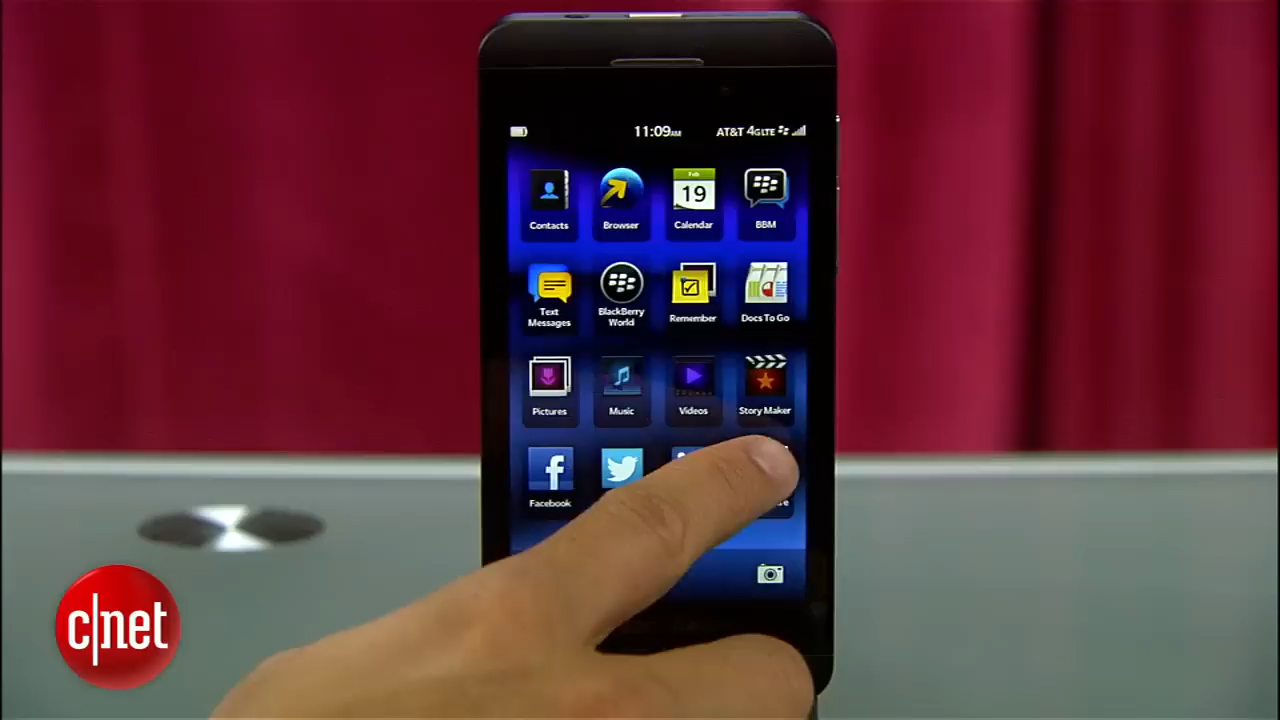 11:09AM
AT&T 4GLTE
Contacts
Browser
Feb
19
Calendar
BBM
Text
Messages
BlackBerry
World
Remember
Docs To Go
Pictures
Music
Videos
Story Maker
Facebook
c|net